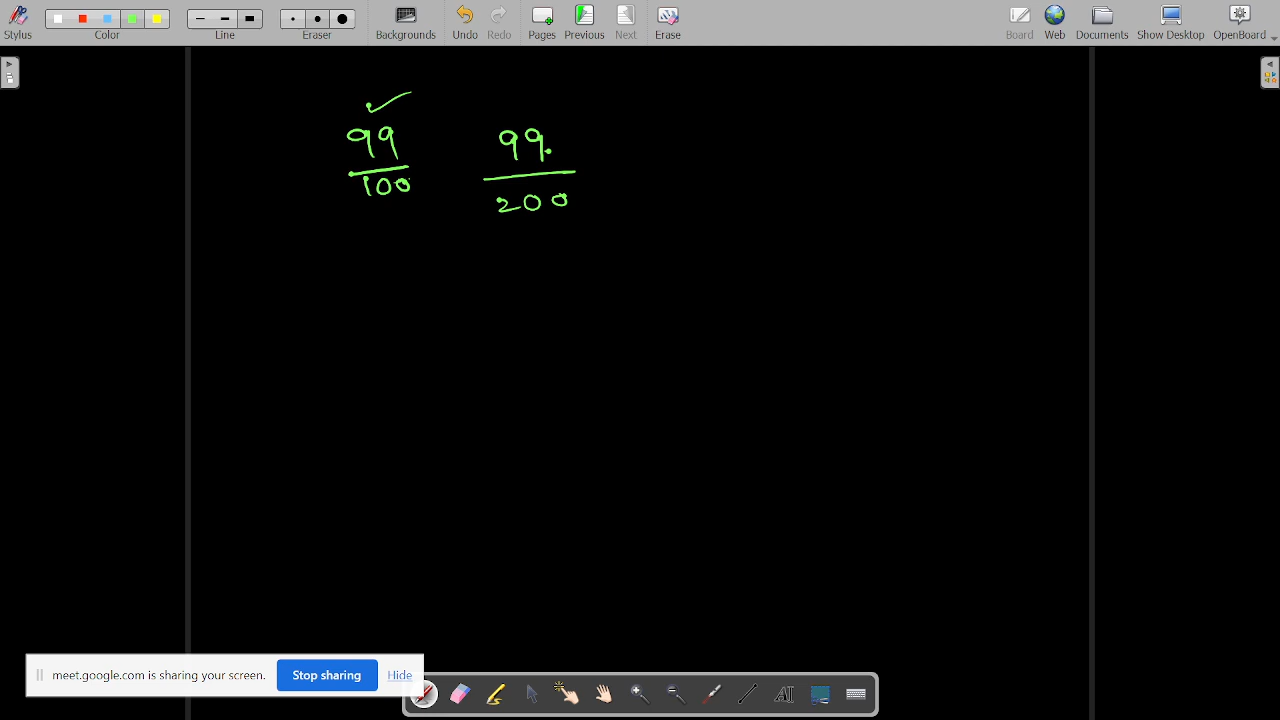 Stylus Color Line Eraser Backgrounds Undo Redo Pages Previous Next Erase Board Web Documents Show Desktop OpenBoard
99 99.
100 200
meet.google.com is sharing your screen. Stop sharing Hide
AI